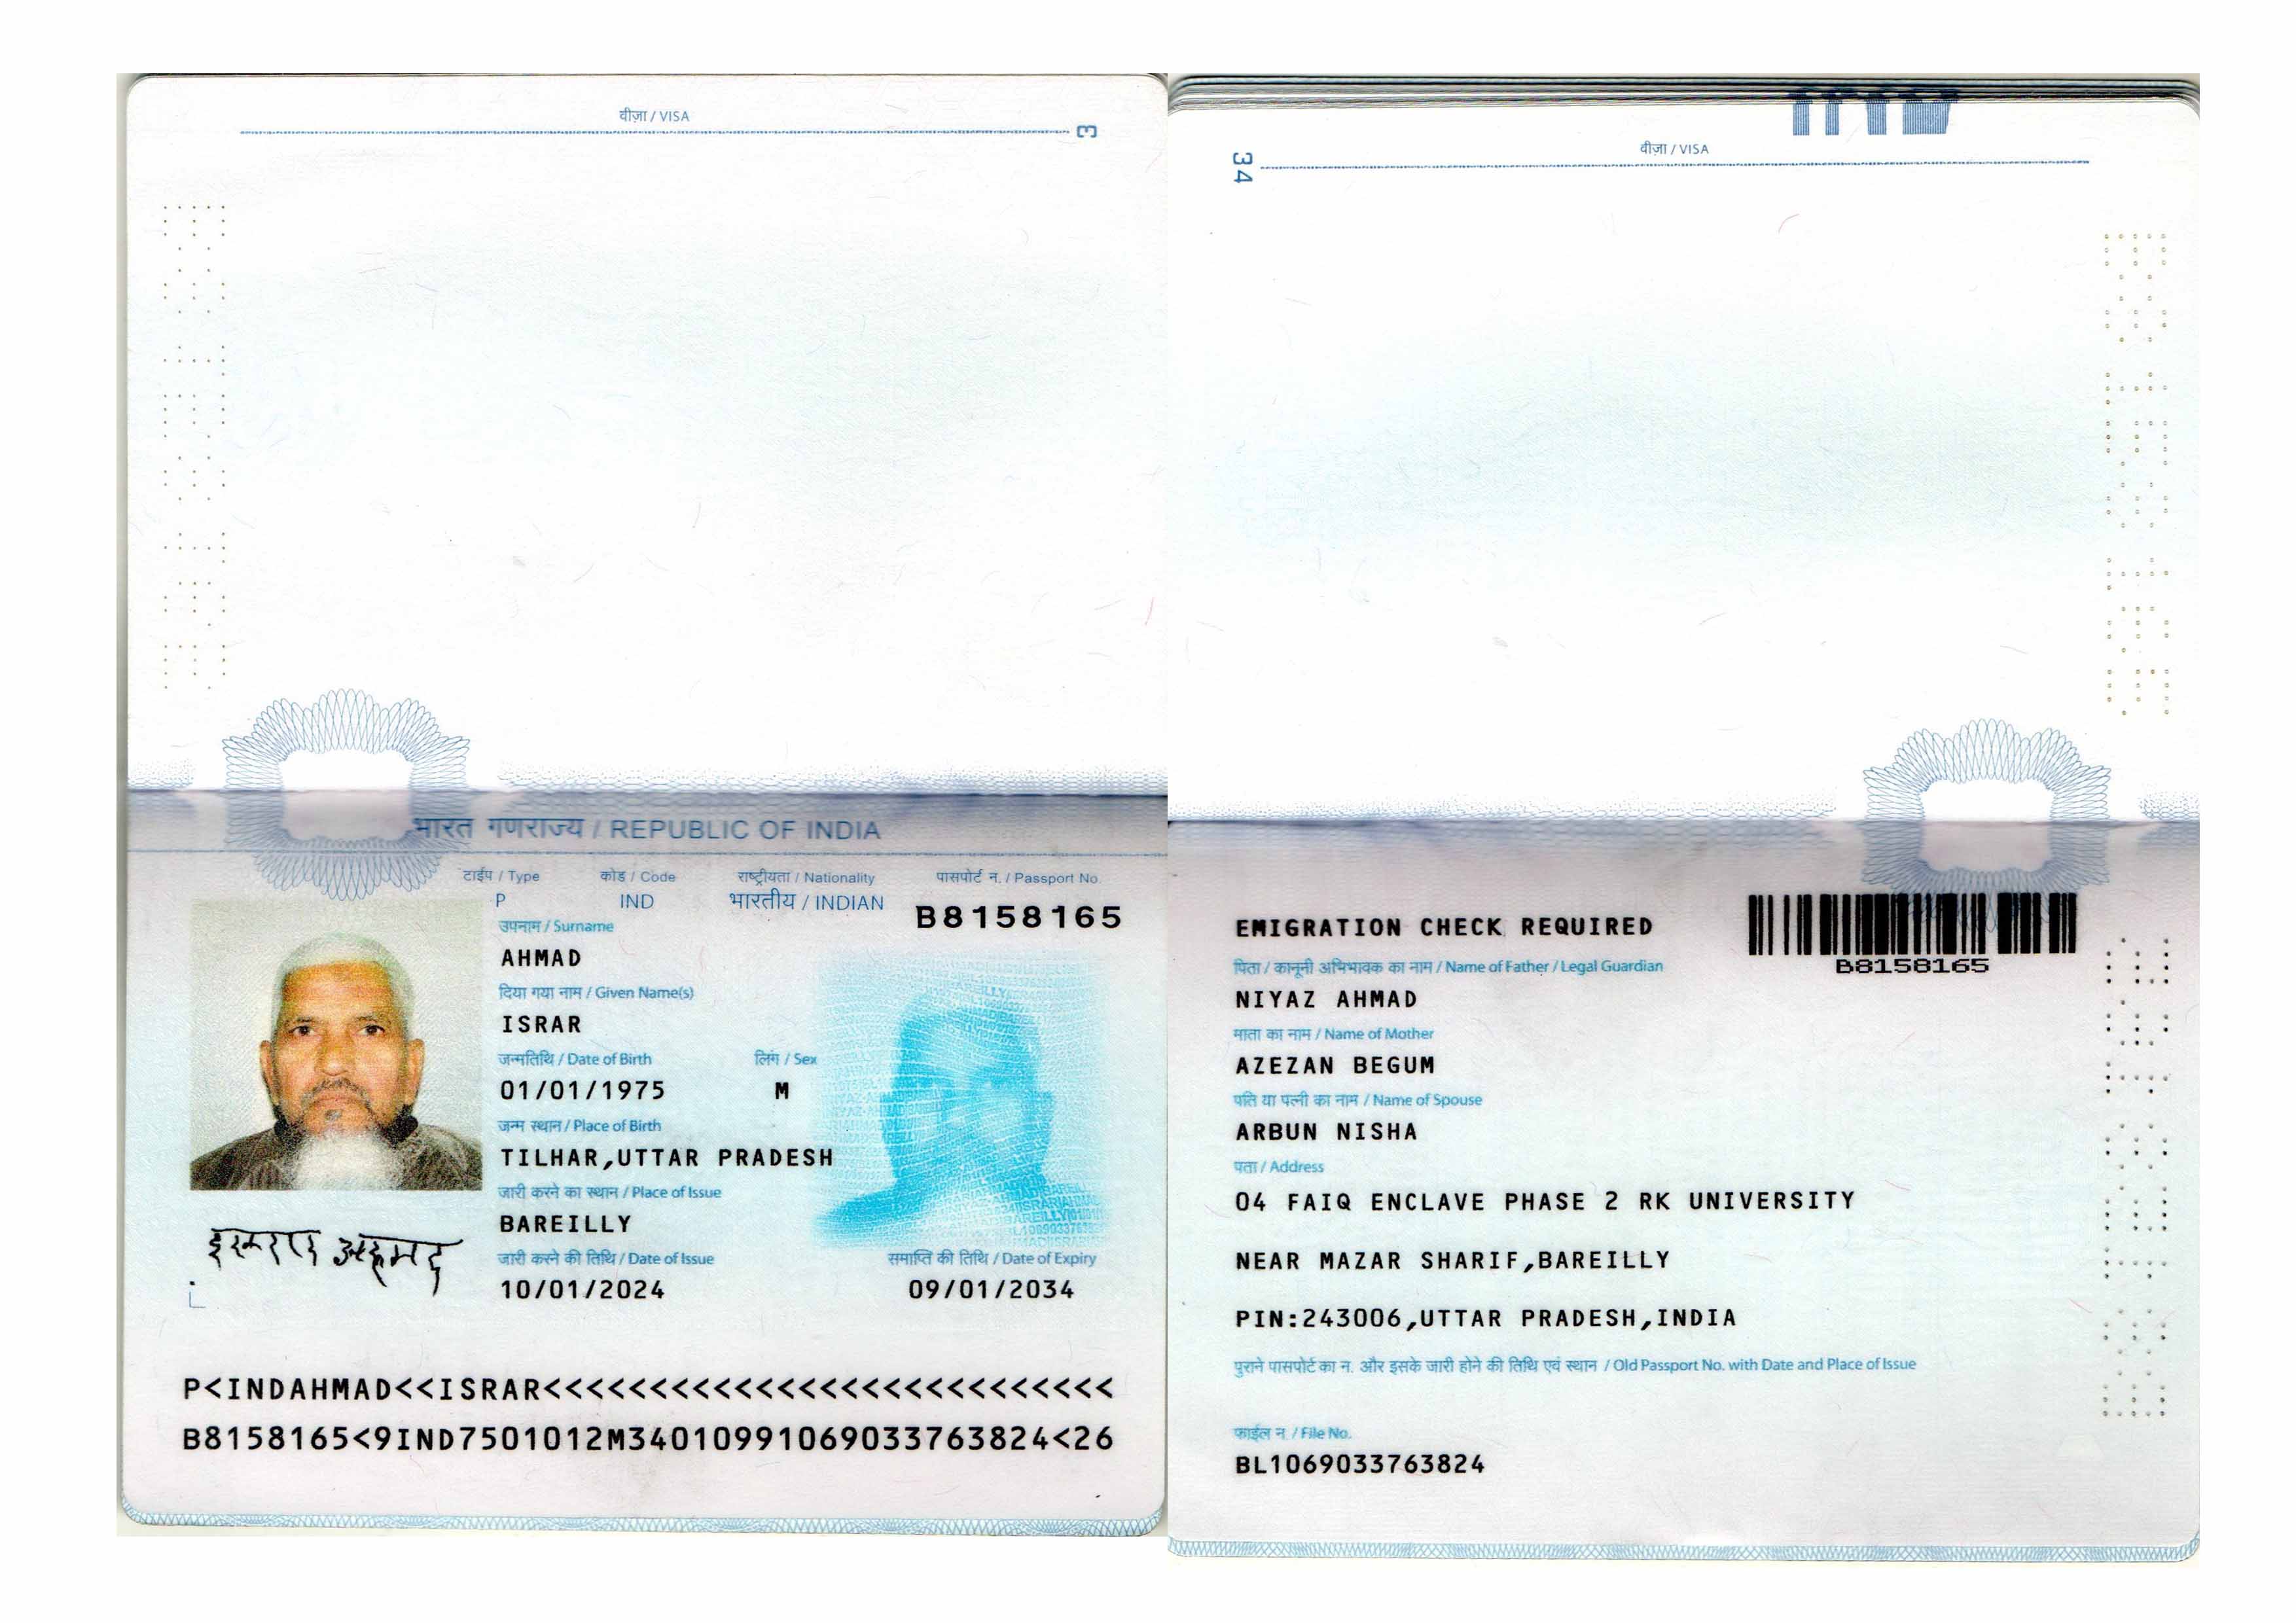 वीज़ा / VISA
3
भारत गणराज्य / REPUBLIC OF INDIA
टाईप / Type कोड / Code राष्ट्रीयता / Nationality पासपोर्ट न. / Passport No.
P IND भारतीय / INDIAN B8158165
उपनाम / Surname
AHMAD
दिया गया नाम / Given Name(s)
ISRAR
जन्मतिथि / Date of Birth लिंग / Sex
01/01/1975 M
जन्म स्थान / Place of Birth
TILHAR,UTTAR PRADESH
जारी करने का स्थान / Place of Issue
BAREILLY
जारी करने की तिथि / Date of Issue समाप्ति की तिथि / Date of Expiry
10/01/2024 09/01/2034
इसरार अहमद
P<INDAHMAD<<ISRAR<<<<<<<<<<<<<<<<<<<<<<<<<<<
B8158165<9IND7501012M34010991069033763824<26
वीज़ा / VISA
34
EMIGRATION CHECK REQUIRED
B8158165
पिता / कानूनी अभिभावक का नाम / Name of Father / Legal Guardian
NIYAZ AHMAD
माता का नाम / Name of Mother
AZEZAN BEGUM
पति या पत्नी का नाम / Name of Spouse
ARBUN NISHA
पता / Address
04 FAIQ ENCLAVE PHASE 2 RK UNIVERSITY
NEAR MAZAR SHARIF,BAREILLY
PIN:243006,UTTAR PRADESH,INDIA
पुराने पासपोर्ट का न. और इसके जारी होने की तिथि एवं स्थान / Old Passport No. with Date and Place of Issue
फाईल न. / File No.
BL1069033763824